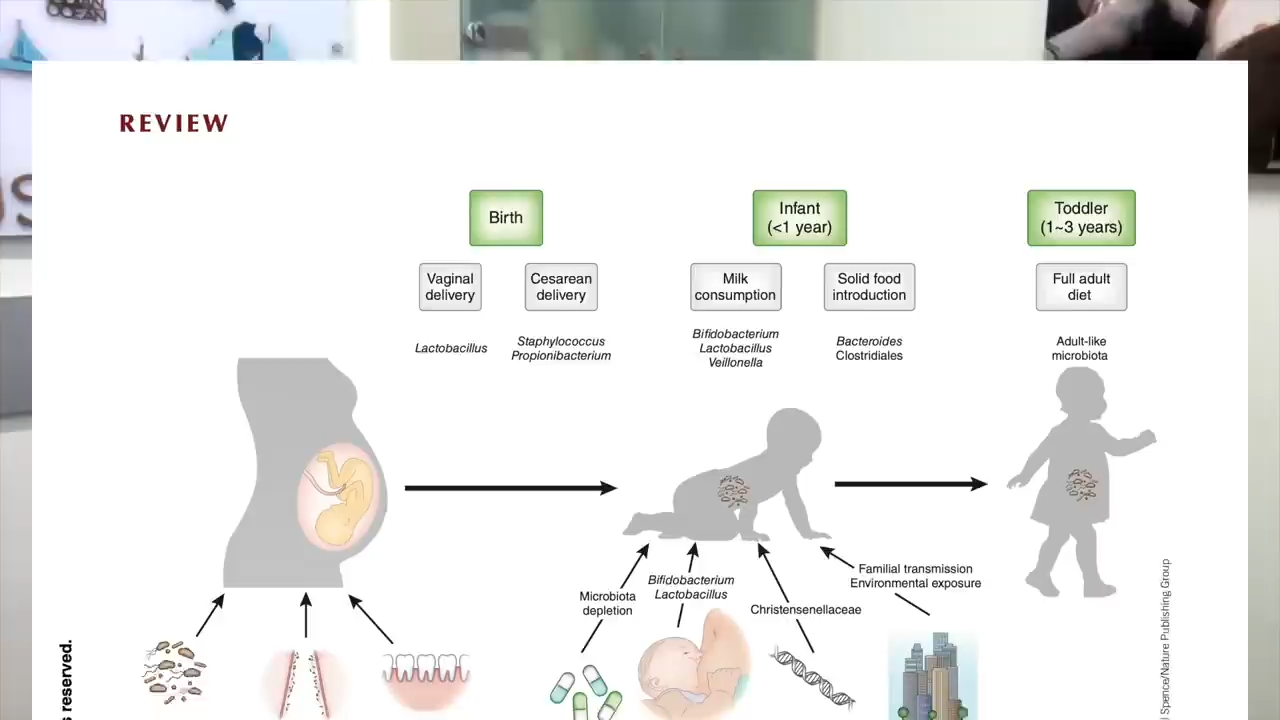 OCEAN
REVIEW
Birth
Infant
(<1 year)
Toddler
(1~3 years)
Vaginal
delivery
Cesarean
delivery
Milk
consumption
Solid food
introduction
Full adult
diet
Lactobacillus
Staphylococcus
Propionibacterium
Bifidobacterium
Lactobacillus
Veillonella
Bacteroides
Clostridiales
Adult-like
microbiota
Microbiota
depletion
Bifidobacterium
Lactobacillus
Christensenellaceae
Familial transmission
Environmental exposure
s reserved.
Spence/Nature Publishing Group